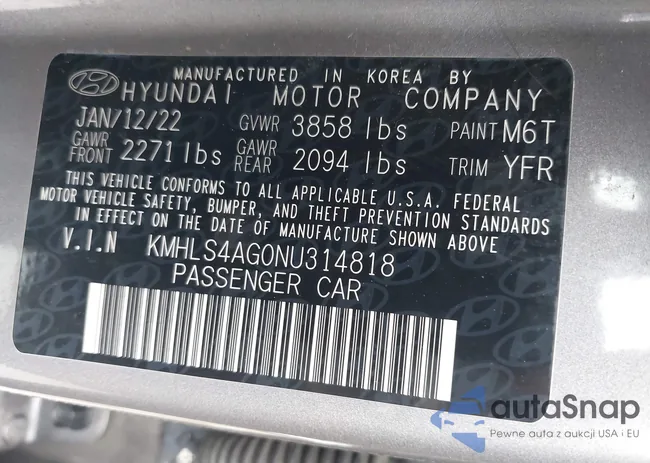 MANUFACTURED IN KOREA BY
HYUNDAI MOTOR COMPANY
JAN/12/22 GVWR 3858 lbs PAINT M6T
GAWR FRONT 2271 lbs GAWR REAR 2094 lbs TRIM YFR
THIS VEHICLE CONFORMS TO ALL APPLICABLE U.S.A. FEDERAL
MOTOR VEHICLE SAFETY, BUMPER, AND THEFT PREVENTION STANDARDS
IN EFFECT ON THE DATE OF MANUFACTURE SHOWN ABOVE
V.I.N KMHLS4AG0NU314818
PASSENGER CAR
autaSnap
Pewne auta z aukcji USA i EU